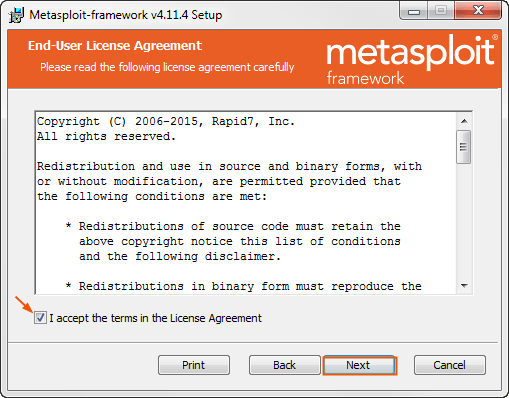 Metasploit-framework v4.11.4 Setup
End-User License Agreement
Please read the following license agreement carefully
metasploit®
framework
Copyright (C) 2006-2015, Rapid7, Inc.
All rights reserved.
Redistribution and use in source and binary forms, with
or without modification, are permitted provided that
the following conditions are met:
* Redistributions of source code must retain the
above copyright notice this list of conditions
and the following disclaimer.
* Redistributions in binary form must reproduce the
I accept the terms in the License Agreement
Print Back Next Cancel